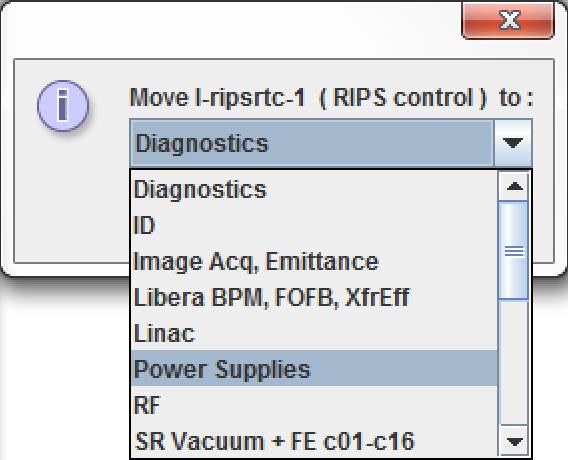 Move l-ripsrtc-1 ( RIPS control ) to :
Diagnostics
Diagnostics
ID
Image Acq, Emittance
Libera BPM, FOFB, XfrEff
Linac
Power Supplies
RF
SR Vacuum + FE c01-c16